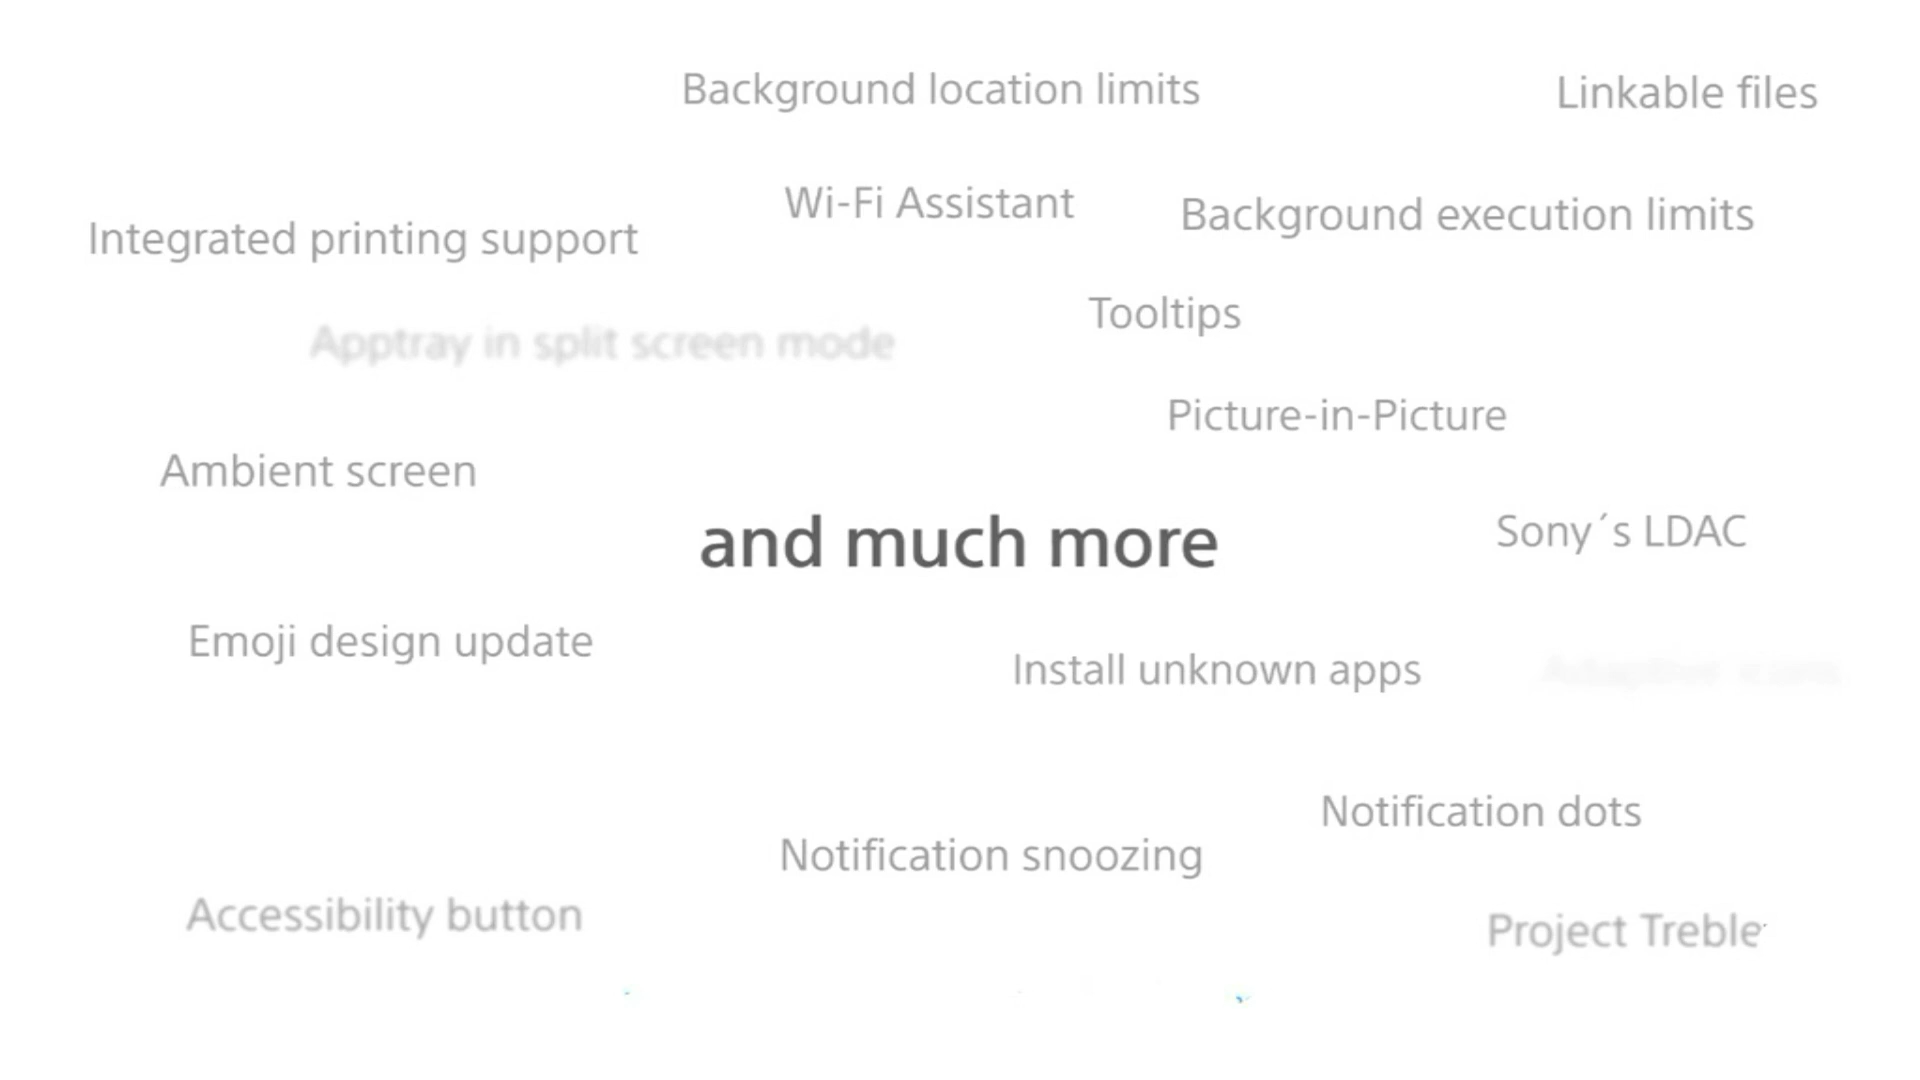 Background location limits
Linkable files
Wi-Fi Assistant
Background execution limits
Integrated printing support
Tooltips
Apptray in split screen mode
Picture-in-Picture
Ambient screen
and much more
Sony´s LDAC
Emoji design update
Install unknown apps
Notification dots
Notification snoozing
Accessibility button
Project Treble